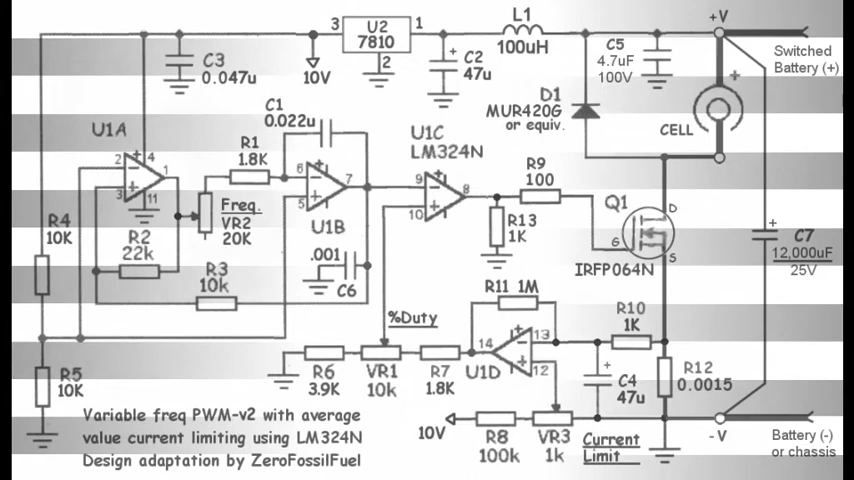 L1
100uH
+V
3
U2
7810
1
2
10V
C3
0.047u
+
C2
47u
C5
4.7uF
100V
Switched
Battery (+)
+
CELL
D1
MUR420G
or equiv.
U1A
2
3
4
1
11
C1
0.022u
R1
1.8K
6
5
7
U1B
U1C
LM324N
9
10
8
R9
100
Q1
D
G
S
IRFP064N
R4
10K
Freq.
VR2
20K
R2
22k
R3
10k
.001
C6
R13
1K
+
C7
12,000uF
25V
%Duty
R11 1M
R10
1K
14
13
12
U1D
R6
3.9K
VR1
10k
R7
1.8K
+
C4
47u
R12
0.0015
R5
10K
10V
R8
100k
VR3
1k
Current
Limit
-V
Battery (-)
or chassis
Variable freq PWM-v2 with average
value current limiting using LM324N
Design adaptation by ZeroFossilFuel